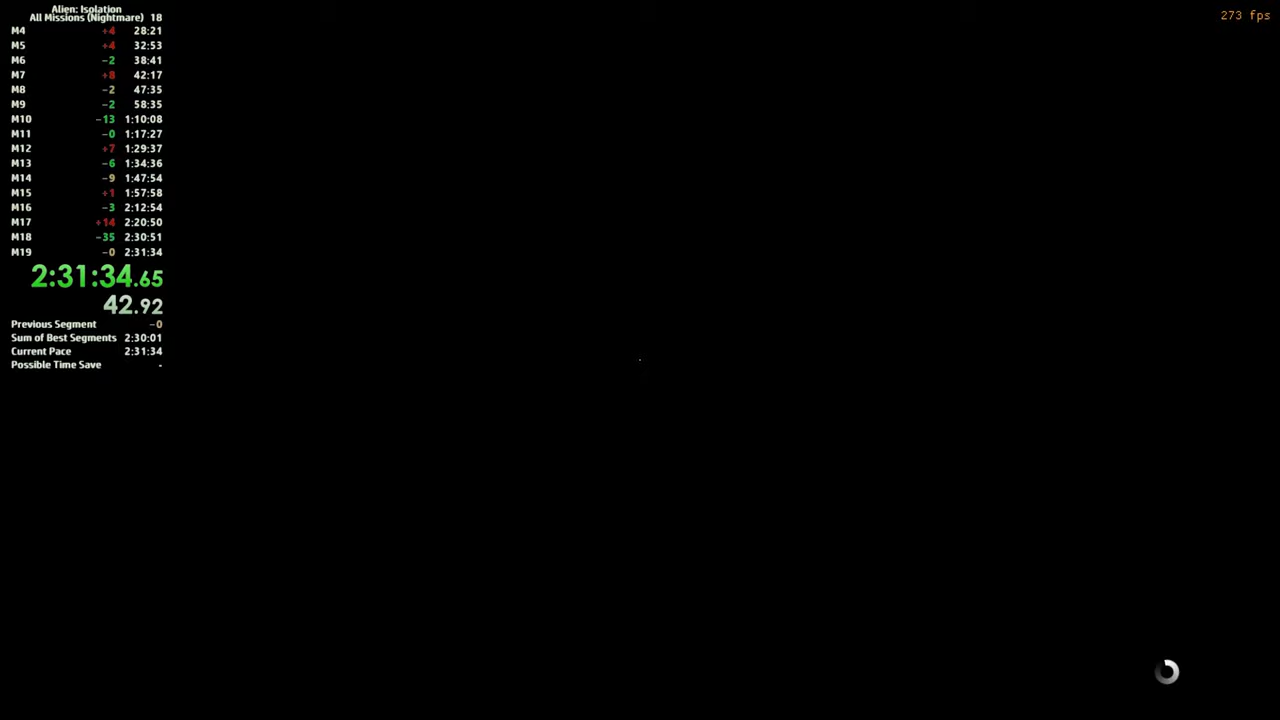 Alien: Isolation
All Missions (Nightmare) 18
273 fps
M4 +4 28:21
M5 +4 32:53
M6 −2 38:41
M7 +8 42:17
M8 −2 47:35
M9 −2 58:35
M10 −13 1:10:08
M11 −0 1:17:27
M12 +7 1:29:37
M13 −6 1:34:36
M14 −9 1:47:54
M15 +1 1:57:58
M16 −3 2:12:54
M17 +14 2:20:50
M18 −35 2:30:51
M19 −0 2:31:34
2:31:34.65
42.92
Previous Segment −0
Sum of Best Segments 2:30:01
Current Pace 2:31:34
Possible Time Save -